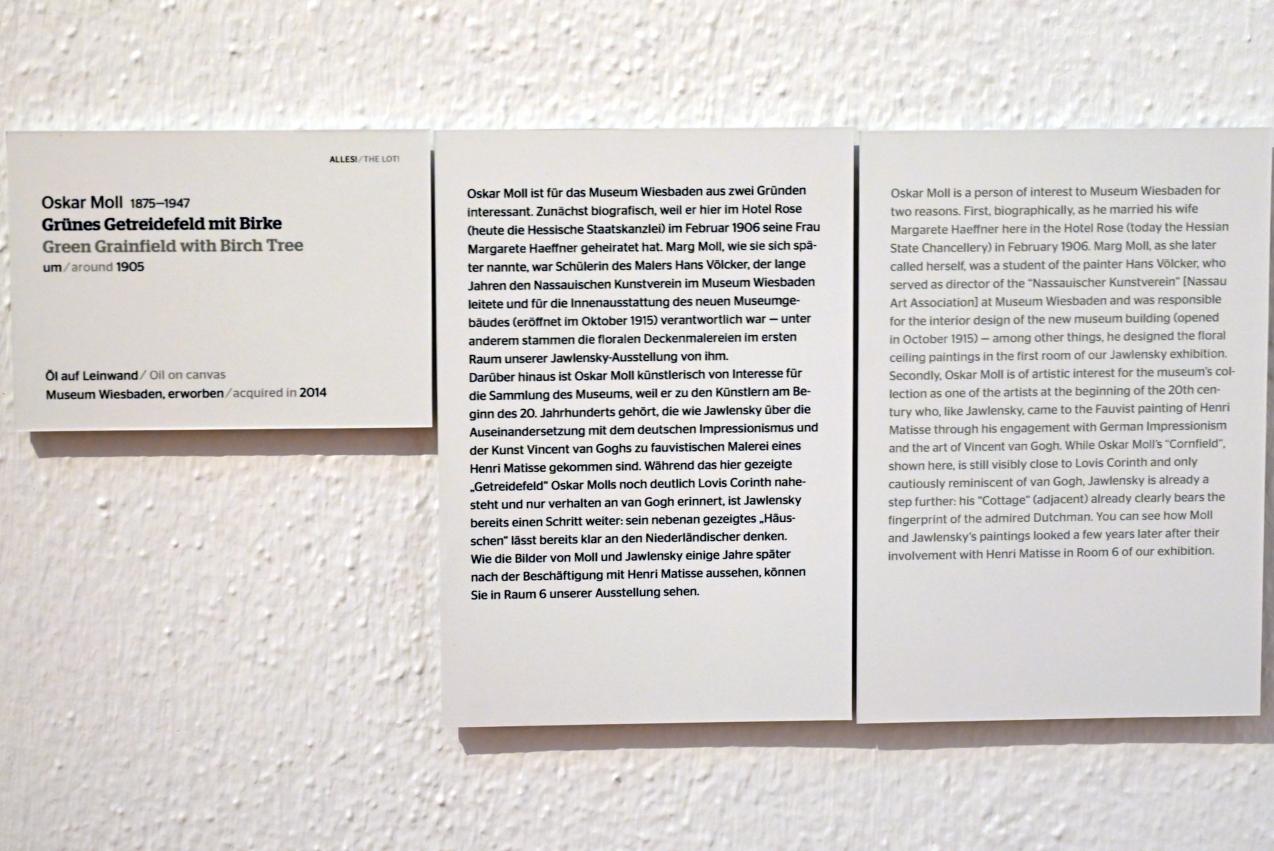 ALLES!/THE LOT!
Oskar Moll 1875–1947
Grünes Getreidefeld mit Birke
Green Grainfield with Birch Tree
um/around 1905
Öl auf Leinwand/Oil on canvas
Museum Wiesbaden, erworben/acquired in 2014
Oskar Moll ist für das Museum Wiesbaden aus zwei Gründen
interessant. Zunächst biografisch, weil er hier im Hotel Rose
(heute die Hessische Staatskanzlei) im Februar 1906 seine Frau
Margarete Haeffner geheiratet hat. Marg Moll, wie sie sich spä-
ter nannte, war Schülerin des Malers Hans Völcker, der lange
Jahren den Nassauischen Kunstverein im Museum Wiesbaden
leitete und für die Innenausstattung des neuen Museumge-
bäudes (eröffnet im Oktober 1915) verantwortlich war – unter
anderem stammen die floralen Deckenmalereien im ersten
Raum unserer Jawlensky-Ausstellung von ihm.
Darüber hinaus ist Oskar Moll künstlerisch von Interesse für
die Sammlung des Museums, weil er zu den Künstlern am Be-
ginn des 20. Jahrhunderts gehört, die wie Jawlensky über die
Auseinandersetzung mit dem deutschen Impressionismus und
der Kunst Vincent van Goghs zu fauvistischen Malerei eines
Henri Matisse gekommen sind. Während das hier gezeigte
„Getreidefeld“ Oskar Molls noch deutlich Lovis Corinth nahe-
steht und nur verhalten an van Gogh erinnert, ist Jawlensky
bereits einen Schritt weiter: sein nebenan gezeigtes „Häus-
schen“ lässt bereits klar an den Niederländischer denken.
Wie die Bilder von Moll und Jawlensky einige Jahre später
nach der Beschäftigung mit Henri Matisse aussehen, können
Sie in Raum 6 unserer Ausstellung sehen.
Oskar Moll is a person of interest to Museum Wiesbaden for
two reasons. First, biographically, as he married his wife
Margarete Haeffner here in the Hotel Rose (today the Hessian
State Chancellery) in February 1906. Marg Moll, as she later
called herself, was a student of the painter Hans Völcker, who
served as director of the “Nassauischer Kunstverein” [Nassau
Art Association] at Museum Wiesbaden and was responsible
for the interior design of the new museum building (opened
in October 1915) – among other things, he designed the floral
ceiling paintings in the first room of our Jawlensky exhibition.
Secondly, Oskar Moll is of artistic interest for the museum’s col-
lection as one of the artists at the beginning of the 20th cen-
tury who, like Jawlensky, came to the Fauvist painting of Henri
Matisse through his engagement with German Impressionism
and the art of Vincent van Gogh. While Oskar Moll’s “Cornfield”,
shown here, is still visibly close to Lovis Corinth and only
cautiously reminiscent of van Gogh, Jawlensky is already a
step further: his “Cottage” (adjacent) already clearly bears the
fingerprint of the admired Dutchman. You can see how Moll
and Jawlensky’s paintings looked a few years later after their
involvement with Henri Matisse in Room 6 of our exhibition.